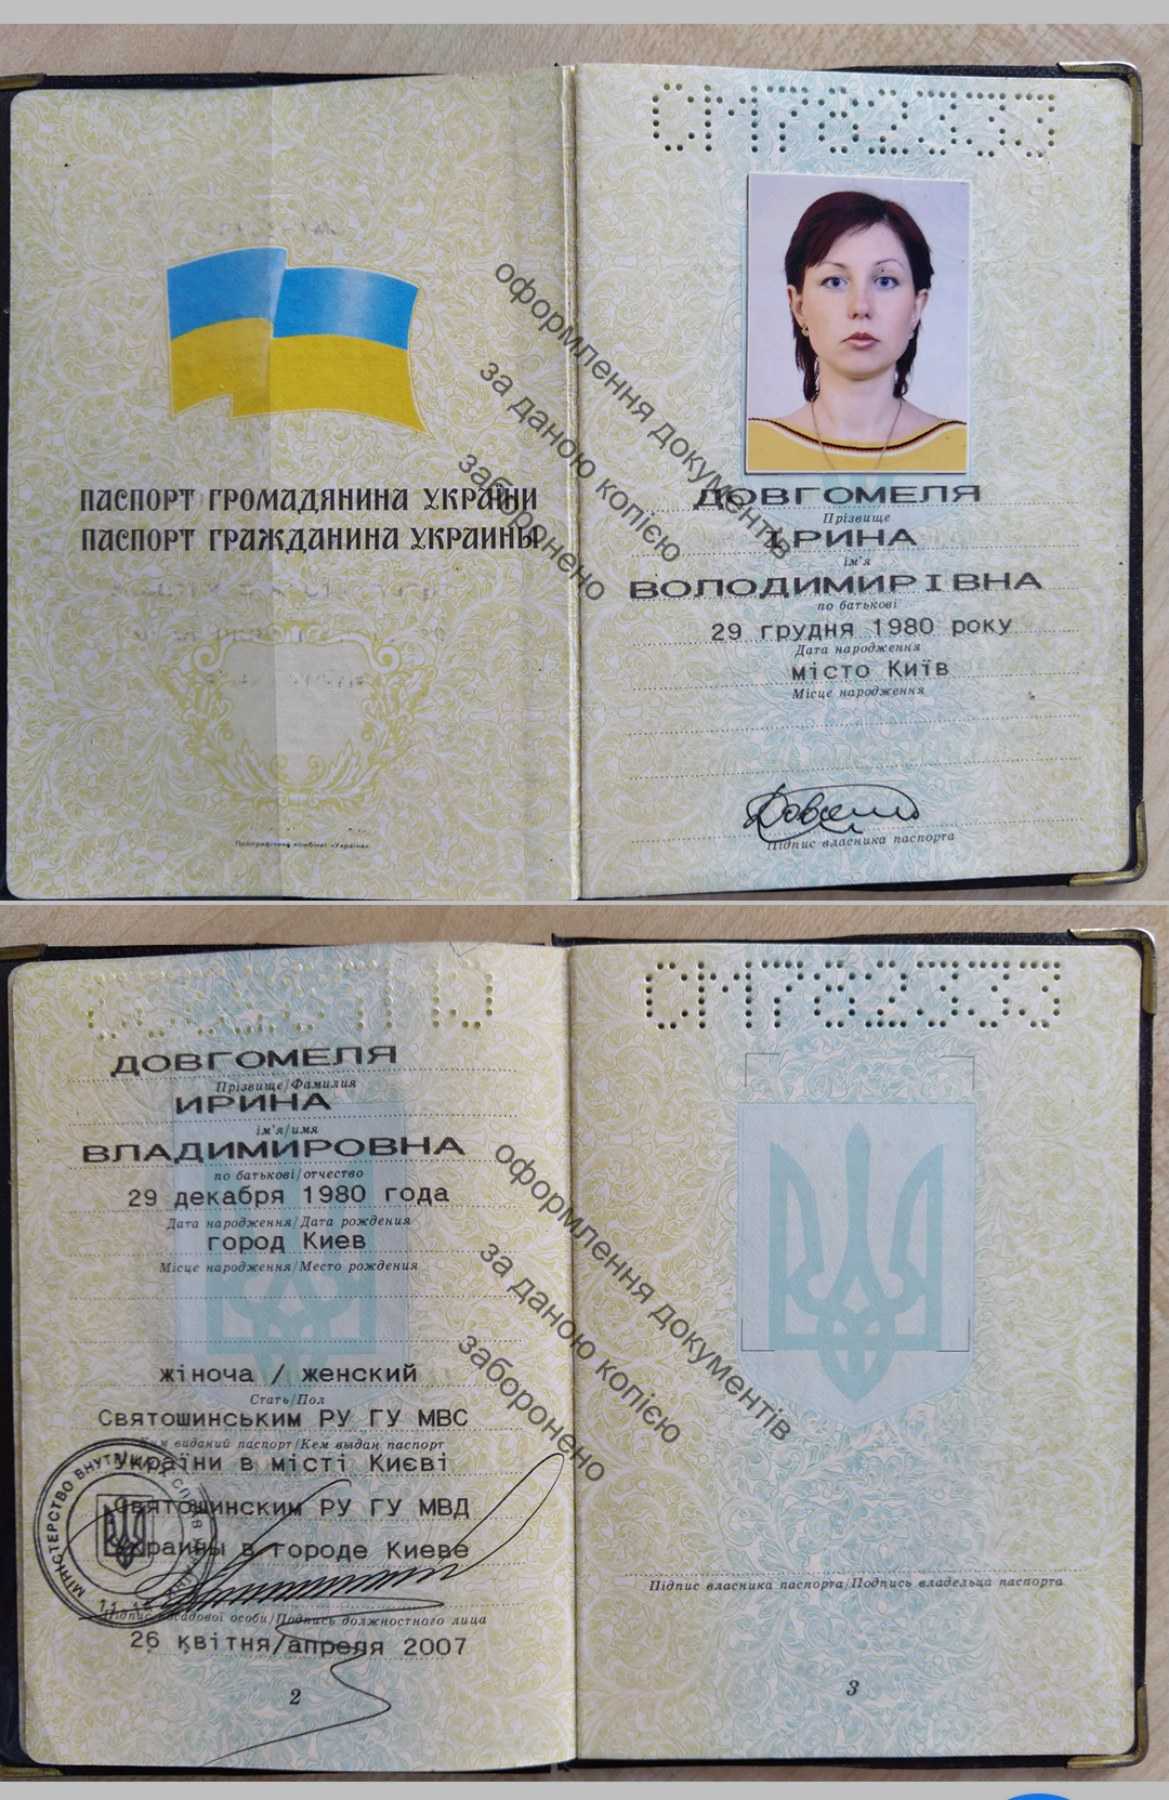 СМ782333
ПАСПОРТ ГРОМАДЯНИНА УКРАЇНИ
ПАСПОРТ ГРАЖДАНИНА УКРАИНЫ
Поліграфічний комбінат «Україна»
ДОВГОМЕЛЯ
Прізвище
ІРИНА
ім'я
ВОЛОДИМИРІВНА
по батькові
29 грудня 1980 року
Дата народження
місто Київ
Місце народження
Підпис власника паспорта
оформлення документів
за даною копією
заборонено
СМ782333
ДОВГОМЕЛЯ
Прізвище/Фамилия
ИРИНА
ім'я/имя
ВЛАДИМИРОВНА
по батькові/отчество
29 декабря 1980 года
Дата народження/Дата рождения
город Киев
Місце народження/Место рождения
жіноча / женский
Стать/Пол
Святошинським РУ ГУ МВС
Ким виданий паспорт/Кем выдан паспорт
України в місті Києві
Святошинским РУ ГУ МВД
Украины в городе Киеве
МІНІСТЕРСТВО ВНУТРІШНІХ СПРАВ
Підпис посадової особи/Подпись должностного лица
26 квітня/апреля 2007
2
оформлення документів
за даною копією
заборонено
Підпис власника паспорта/Подпись владельца паспорта
3